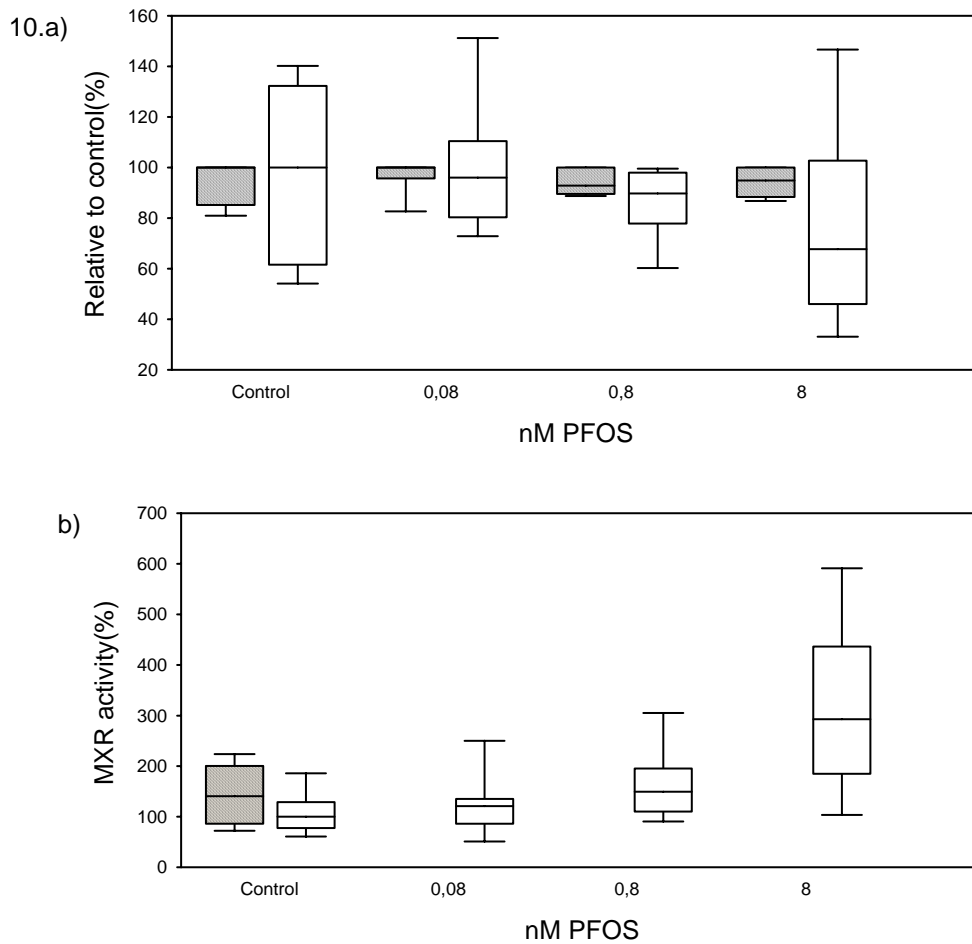 10.a)
Relative to control(%)
160
140
120
100
80
60
40
20
Control 0,08 0,8 8
nM PFOS
b)
MXR activity(%)
700
600
500
400
300
200
100
0
Control 0,08 0,8 8
nM PFOS